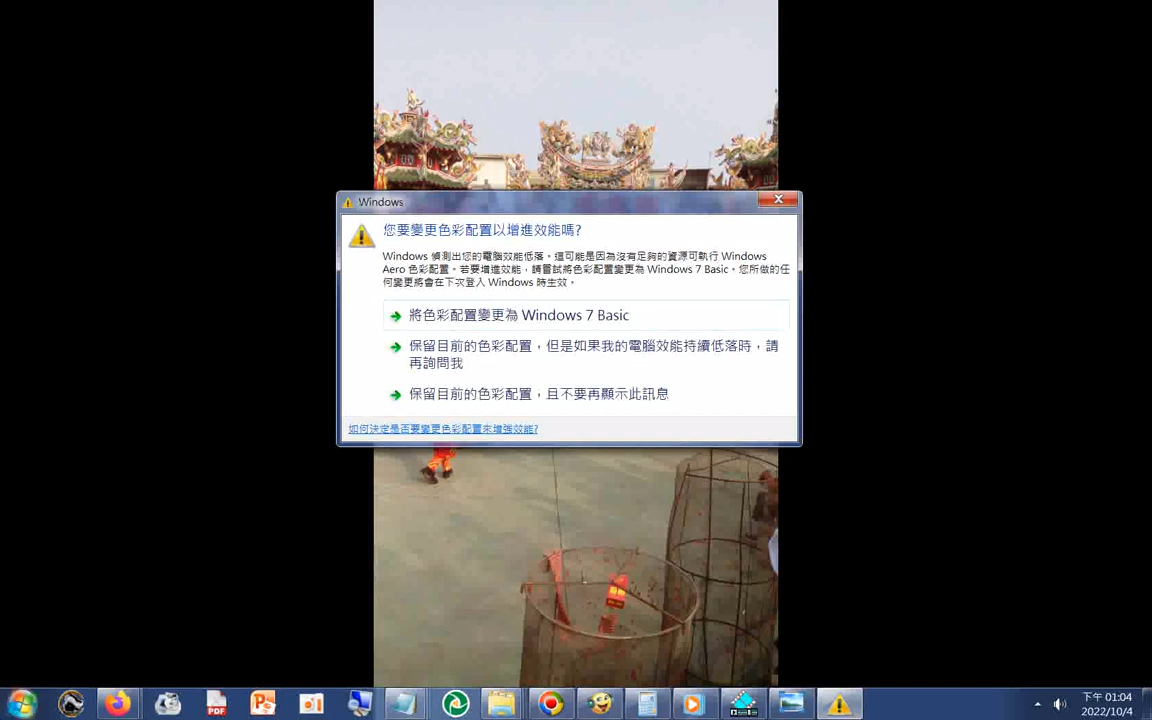 Windows
您要變更色彩配置以增進效能嗎?
Windows 偵測出您的電腦效能低落。這可能是因為沒有足夠的資源可執行 Windows
Aero 色彩配置。若要增進效能，請嘗試將色彩配置變更為 Windows 7 Basic。您所做的任
何變更將會在下次登入 Windows 時生效。
將色彩配置變更為 Windows 7 Basic
保留目前的色彩配置，但是如果我的電腦效能持續低落時，請
再詢問我
保留目前的色彩配置，且不要再顯示此訊息
如何決定是否要變更色彩配置來增強效能?
PDF
下午 01:04
2022/10/4